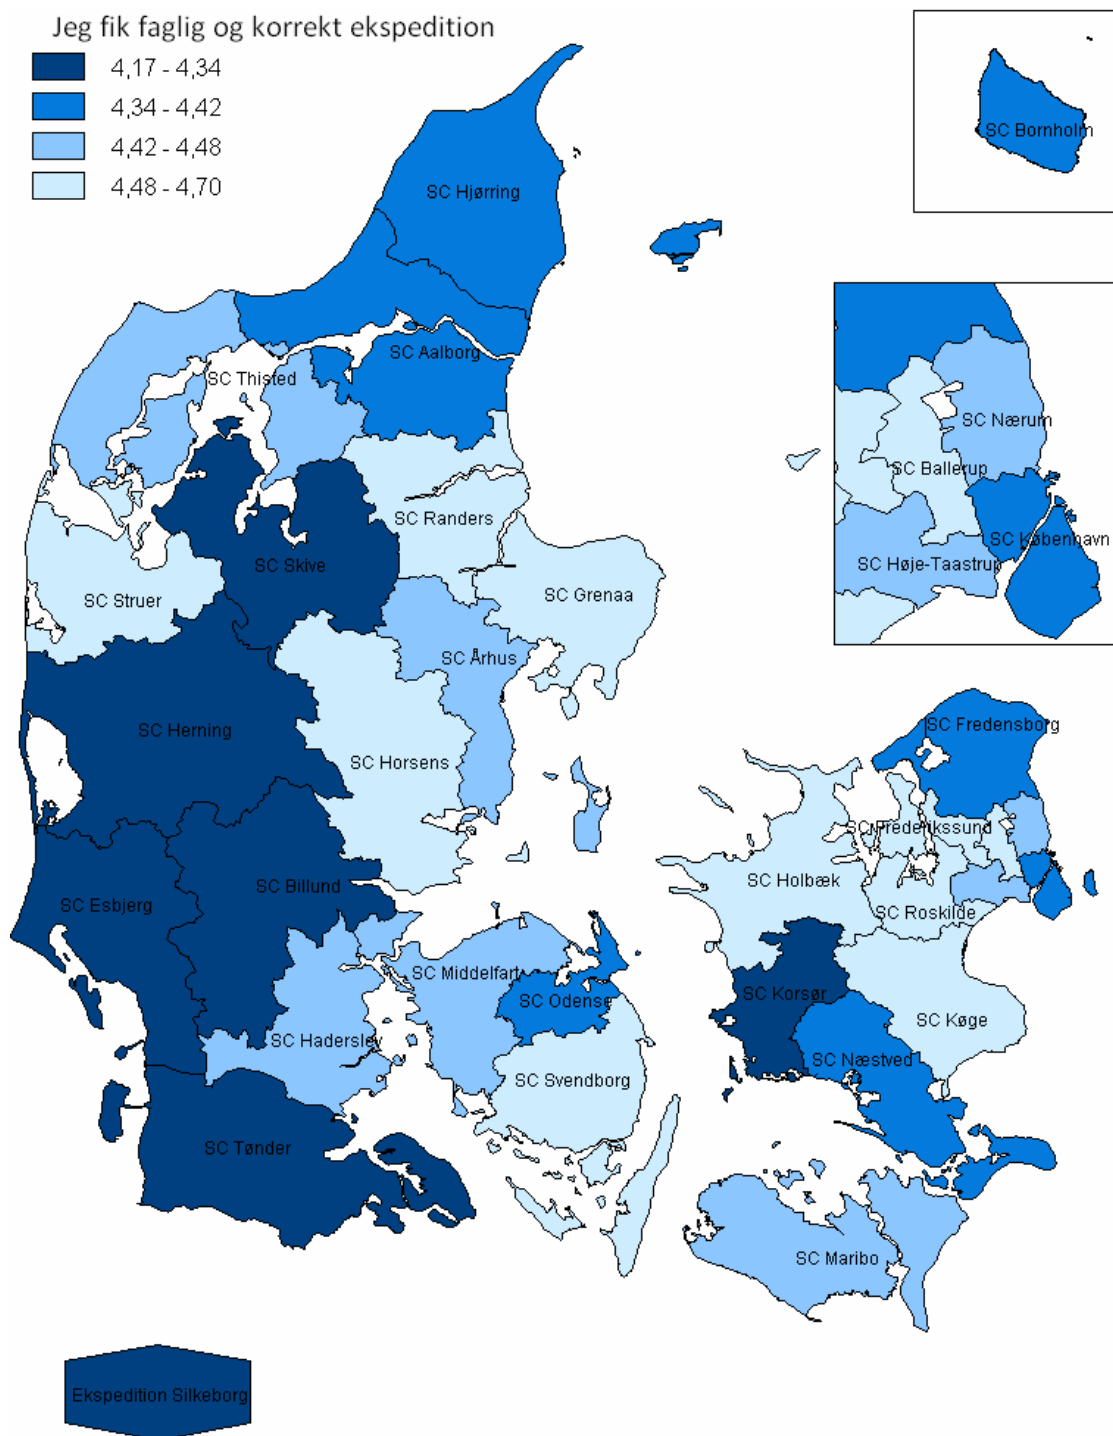 Jeg fik faglig og korrekt ekspedition
4,17 - 4,34
4,34 - 4,42
4,42 - 4,48
4,48 - 4,70
SC Bornholm
SC Hjørring
SC Aalborg
SC Thisted
SC Nærum
SC Ballerup
SC København
SC Høje-Taastrup
SC Randers
SC Skive
SC Struer
SC Grenaa
SC Århus
SC Herning
SC Horsens
SC Fredensborg
SC Frederikssund
SC Holbæk
SC Billund
SC Esbjerg
SC Roskilde
SC Middelfart
SC Korsør
SC Odense
SC Køge
SC Haderslev
SC Næstved
SC Svendborg
SC Tønder
SC Maribo
Ekspedition Silkeborg